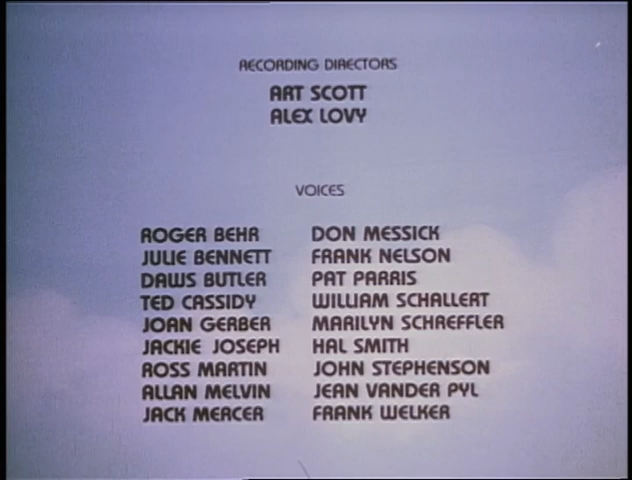 RECORDING DIRECTORS
ART SCOTT
ALEX LOVY
VOICES
ROGER BEHR DON MESSICK
JULIE BENNETT FRANK NELSON
DAWS BUTLER PAT PARRIS
TED CASSIDY WILLIAM SCHALLERT
JOAN GERBER MARILYN SCHREFFLER
JACKIE JOSEPH HAL SMITH
ROSS MARTIN JOHN STEPHENSON
ALLAN MELVIN JEAN VANDER PYL
JACK MERCER FRANK WELKER